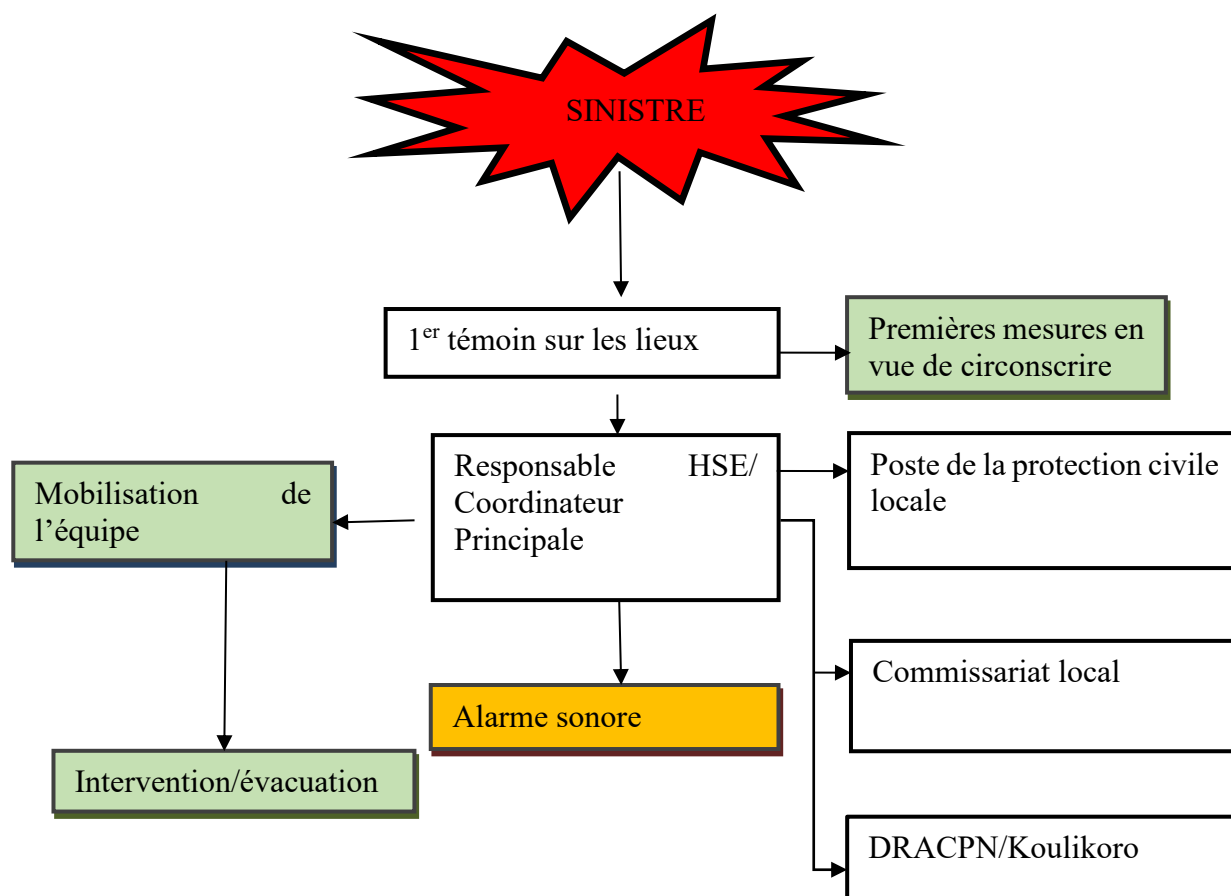 SINISTRE
1er témoin sur les lieux
Premières mesures en
vue de circonscrire
Responsable HSE/
Coordinateur
Principale
Poste de la protection civile
locale
Mobilisation de
l’équipe
Commissariat local
Alarme sonore
Intervention/évacuation
DRACPN/Koulikoro